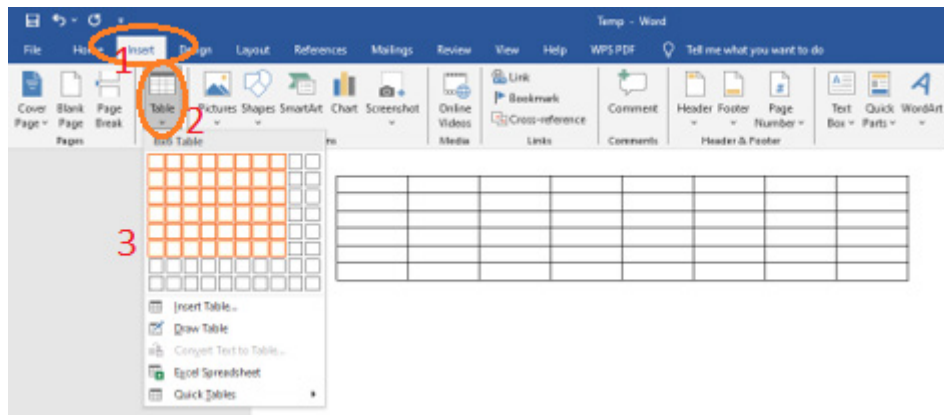 Temp - Word
File Home Insert Design Layout References Mailings Review View Help WPS PDF Tell me what you want to do
1
Cover Page Blank Page Page Break Table Pictures Shapes SmartArt Chart Screenshot Online Videos Link Bookmark Cross-reference Comment Header Footer Page Number Text Box Quick Parts WordArt
2
Pages Media Links Comments Header & Footer
8x6 Table
3
Insert Table...
Draw Table
Convert Text to Table...
Excel Spreadsheet
Quick Tables